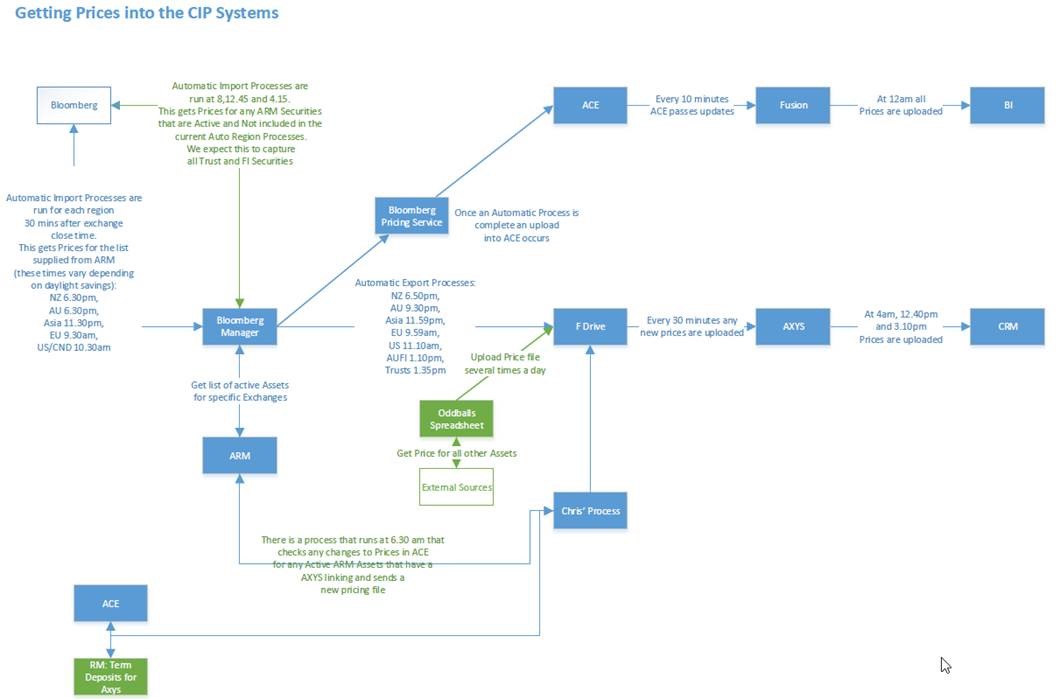 Getting Prices into the CIP Systems
Bloomberg
Automatic Import Processes are
run at 8,12.45 and 4.15.
This gets Prices for any ARM Securities
that are Active and Not included in the
current Auto Region Processes.
We expect this to capture
all Trust and FI Securities
ACE
Every 10 minutes
ACE passes updates
Fusion
At 12am all
Prices are uploaded
BI
Automatic Import Processes are
run for each region
30 mins after exchange
close time.
This gets Prices for the list
supplied from ARM
(these times vary depending
on daylight savings):
NZ 6.30pm,
AU 6.30pm,
Asia 11.30pm,
EU 9.30am,
US/CND 10.30am
Bloomberg
Pricing Service
Once an Automatic Process is
complete an upload
into ACE occurs
Bloomberg
Manager
Automatic Export Processes:
NZ 6.50pm,
AU 9.30pm,
Asia 11.59pm,
EU 9.59am,
US 11.10am,
AUFI 1.10pm,
Trusts 1.35pm
F Drive
Every 30 minutes any
new prices are uploaded
AXYS
At 4am, 12.40pm
and 3.10pm
Prices are uploaded
CRM
Upload Price file
several times a day
Get list of active Assets
for specific Exchanges
Oddballs
Spreadsheet
ARM
Get Price for all other Assets
External Sources
Chris' Process
There is a process that runs at 6.30 am that
checks any changes to Prices in ACE
for any Active ARM Assets that have a
AXYS linking and sends a
new pricing file
ACE
RM: Term
Deposits for
Axys